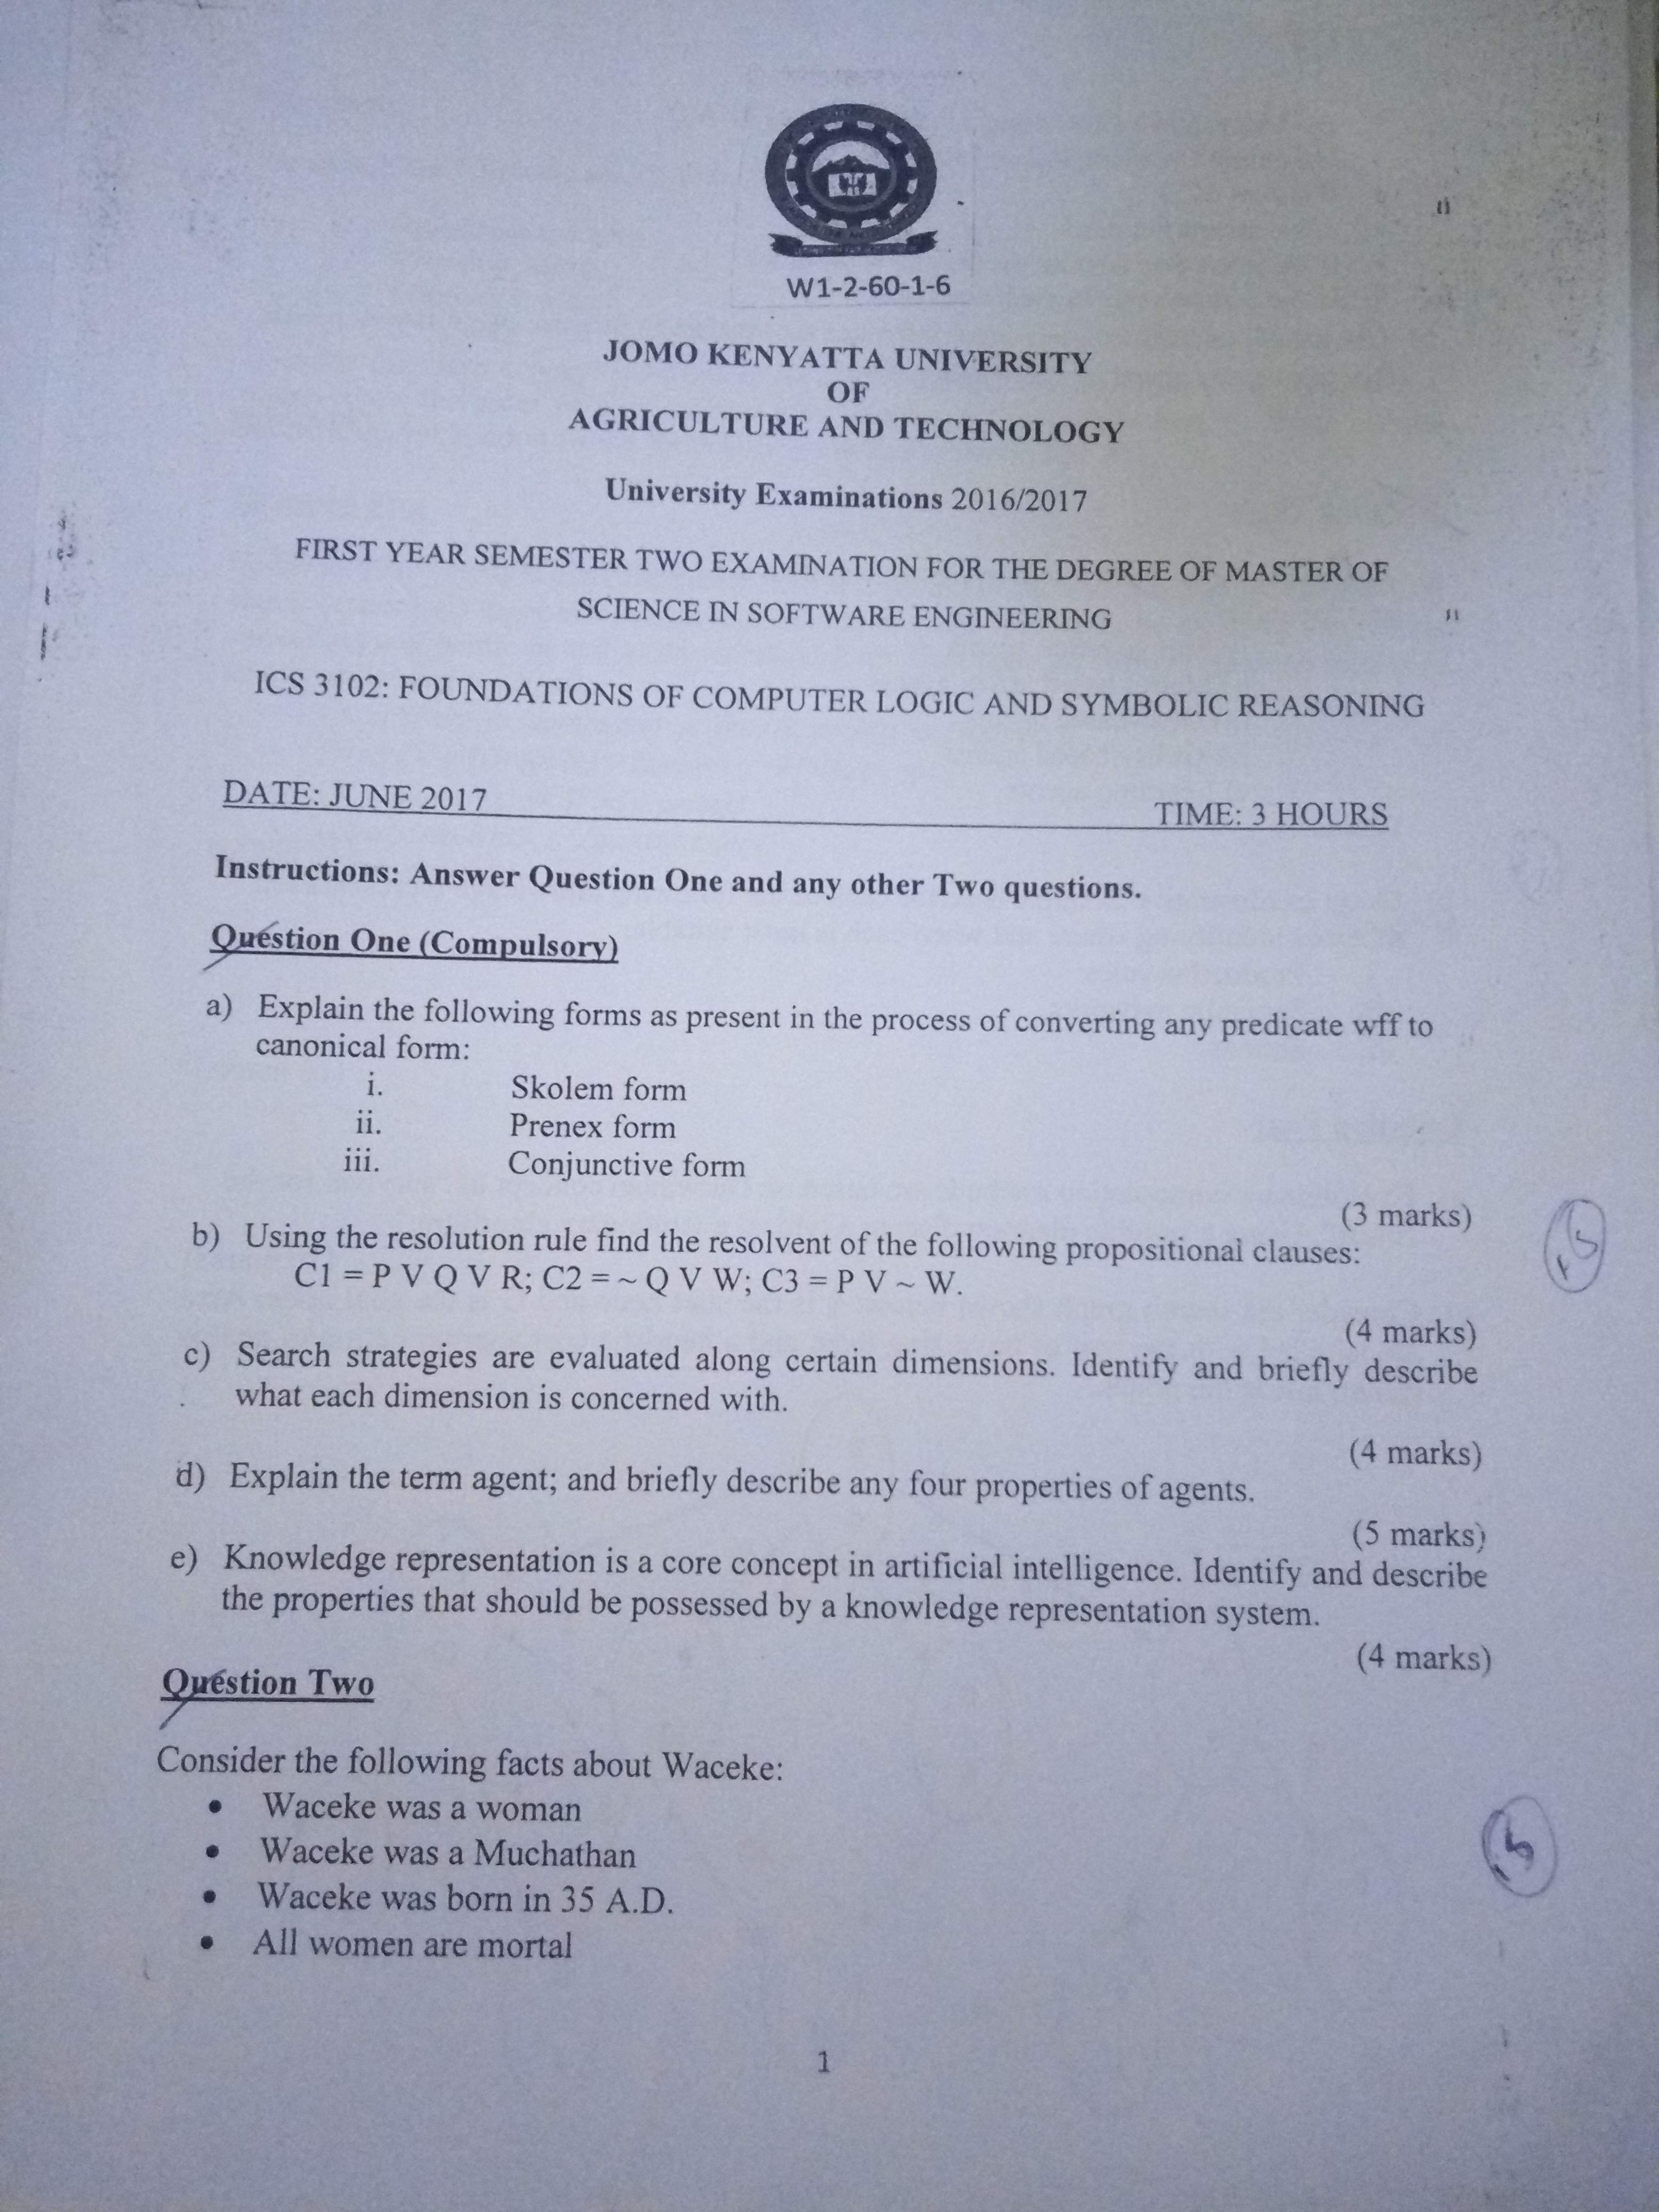 W1-2-60-1-6
JOMO KENYATTA UNIVERSITY
OF
AGRICULTURE AND TECHNOLOGY
University Examinations 2016/2017
FIRST YEAR SEMESTER TWO EXAMINATION FOR THE DEGREE OF MASTER OF
SCIENCE IN SOFTWARE ENGINEERING
ICS 3102: FOUNDATIONS OF COMPUTER LOGIC AND SYMBOLIC REASONING
DATE: JUNE 2017 TIME: 3 HOURS
Instructions: Answer Question One and any other Two questions.
Question One (Compulsory)
a) Explain the following forms as present in the process of converting any predicate wff to
canonical form:
i. Skolem form
ii. Prenex form
iii. Conjunctive form
(3 marks)
b) Using the resolution rule find the resolvent of the following propositional clauses:
C1 = P V Q V R; C2 = ~ Q V W; C3 = P V ~ W.
(4 marks)
c) Search strategies are evaluated along certain dimensions. Identify and briefly describe
what each dimension is concerned with.
(4 marks)
d) Explain the term agent; and briefly describe any four properties of agents.
(5 marks)
e) Knowledge representation is a core concept in artificial intelligence. Identify and describe
the properties that should be possessed by a knowledge representation system.
(4 marks)
Question Two
Consider the following facts about Waceke:
• Waceke was a woman
• Waceke was a Muchathan
• Waceke was born in 35 A.D.
• All women are mortal
1